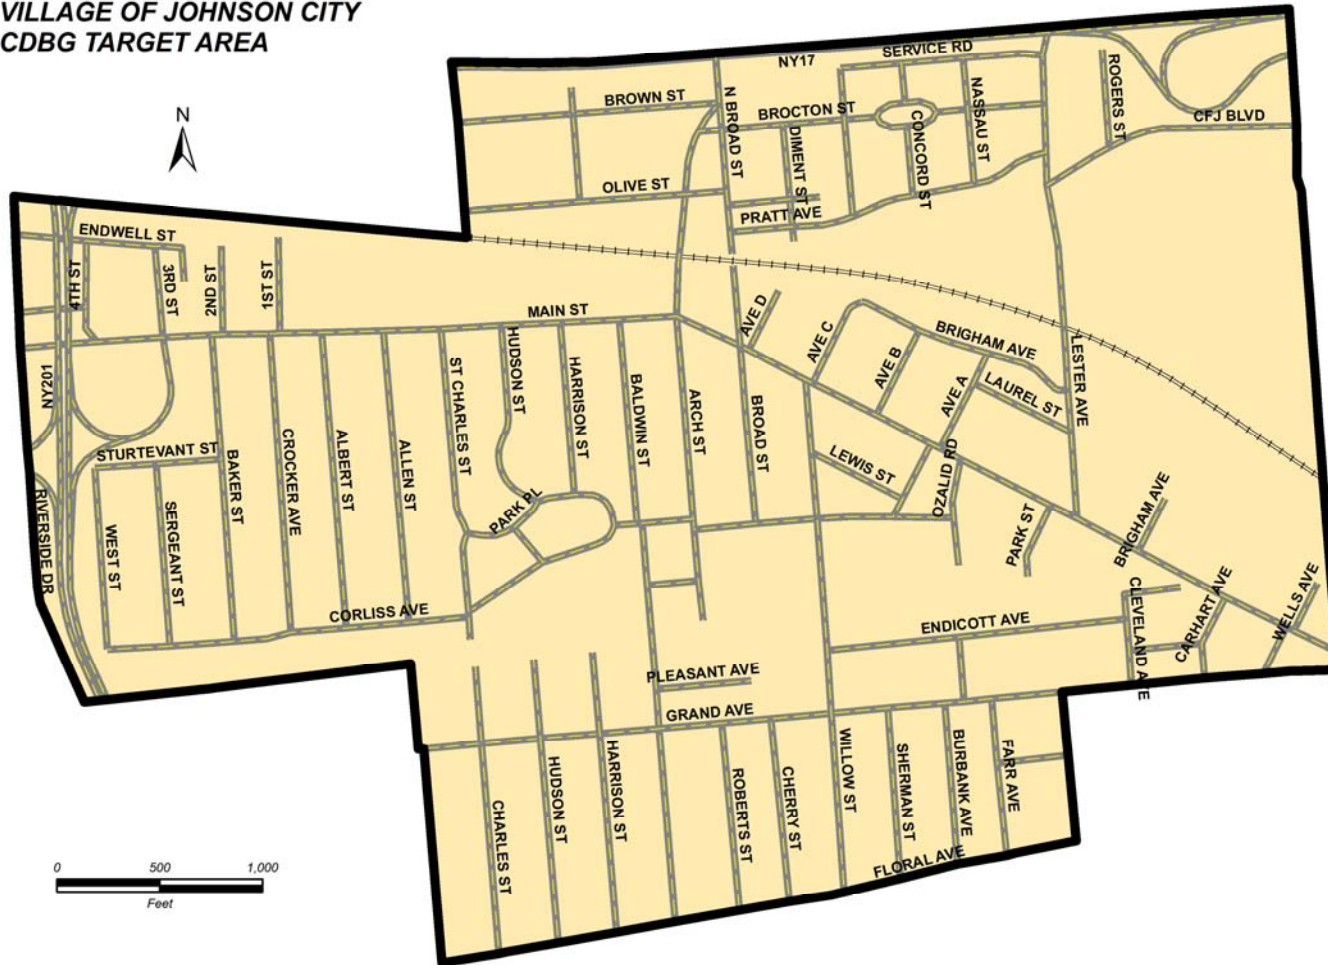 VILLAGE OF JOHNSON CITY
CDBG TARGET AREA
N
NY17
SERVICE RD
BROWN ST
N BROAD ST
BROCTON ST
DIMENT ST
CONCORD ST
NASSAU ST
ROGERS ST
CFJ BLVD
OLIVE ST
PRATT AVE
ENDWELL ST
4TH ST
3RD ST
2ND ST
1ST ST
MAIN ST
AVE D
AVE C
AVE B
BRIGHAM AVE
AVE A
LAUREL ST
LESTER AVE
NY201
HUDSON ST
ST CHARLES ST
HARRISON ST
BALDWIN ST
ARCH ST
BROAD ST
LEWIS ST
OZALID RD
STURTEVANT ST
BAKER ST
CROCKER AVE
ALBERT ST
ALLEN ST
PARK PL
RIVERSIDE DR
WEST ST
SERGEANT ST
PARK ST
BRIGHAM AVE
CORLISS AVE
ENDICOTT AVE
CLEVELAND AVE
CARHART AVE
WELLS AVE
PLEASANT AVE
GRAND AVE
CHARLES ST
HUDSON ST
HARRISON ST
ROBERTS ST
CHERRY ST
WILLOW ST
SHERMAN ST
BURBANK AVE
FARR AVE
FLORAL AVE
0 500 1,000
Feet